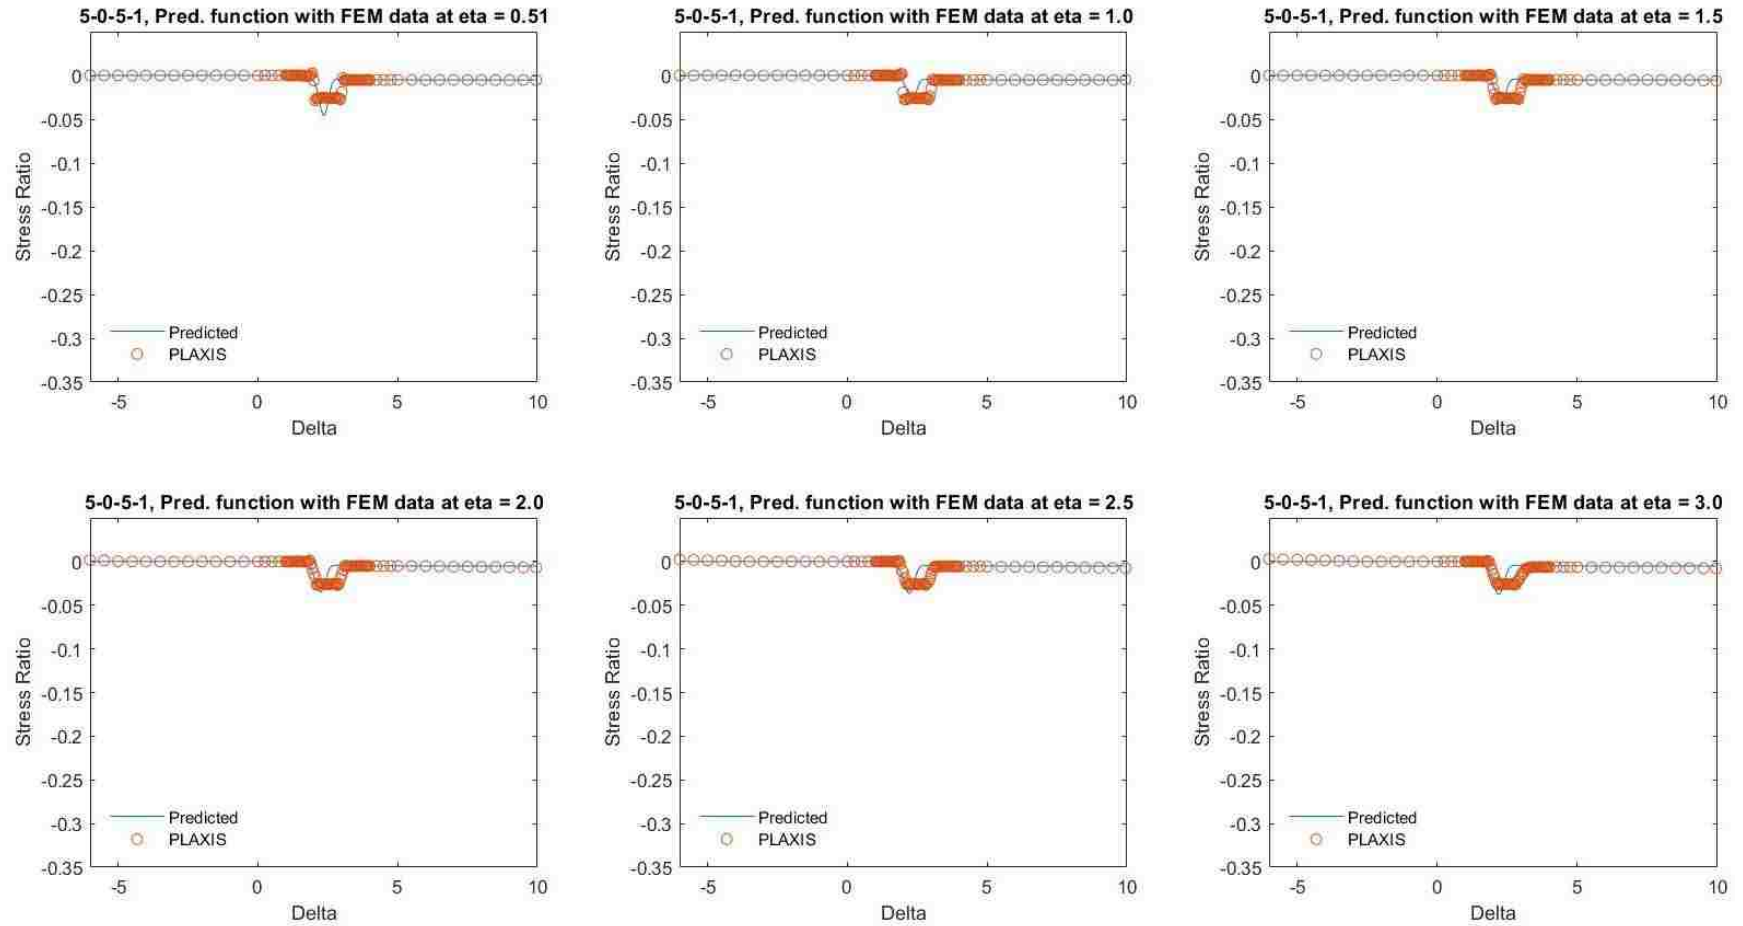 5-0-5-1, Pred. function with FEM data at eta = 0.51
0
-0.05
-0.1
-0.15
-0.2
-0.25
-0.3
-0.35
Stress Ratio
Predicted
PLAXIS
-5 0 5 10
Delta
5-0-5-1, Pred. function with FEM data at eta = 1.0
0
-0.05
-0.1
-0.15
-0.2
-0.25
-0.3
-0.35
Stress Ratio
Predicted
PLAXIS
-5 0 5 10
Delta
5-0-5-1, Pred. function with FEM data at eta = 1.5
0
-0.05
-0.1
-0.15
-0.2
-0.25
-0.3
-0.35
Stress Ratio
Predicted
PLAXIS
-5 0 5 10
Delta
5-0-5-1, Pred. function with FEM data at eta = 2.0
0
-0.05
-0.1
-0.15
-0.2
-0.25
-0.3
-0.35
Stress Ratio
Predicted
PLAXIS
-5 0 5 10
Delta
5-0-5-1, Pred. function with FEM data at eta = 2.5
0
-0.05
-0.1
-0.15
-0.2
-0.25
-0.3
-0.35
Stress Ratio
Predicted
PLAXIS
-5 0 5 10
Delta
5-0-5-1, Pred. function with FEM data at eta = 3.0
0
-0.05
-0.1
-0.15
-0.2
-0.25
-0.3
-0.35
Stress Ratio
Predicted
PLAXIS
-5 0 5 10
Delta